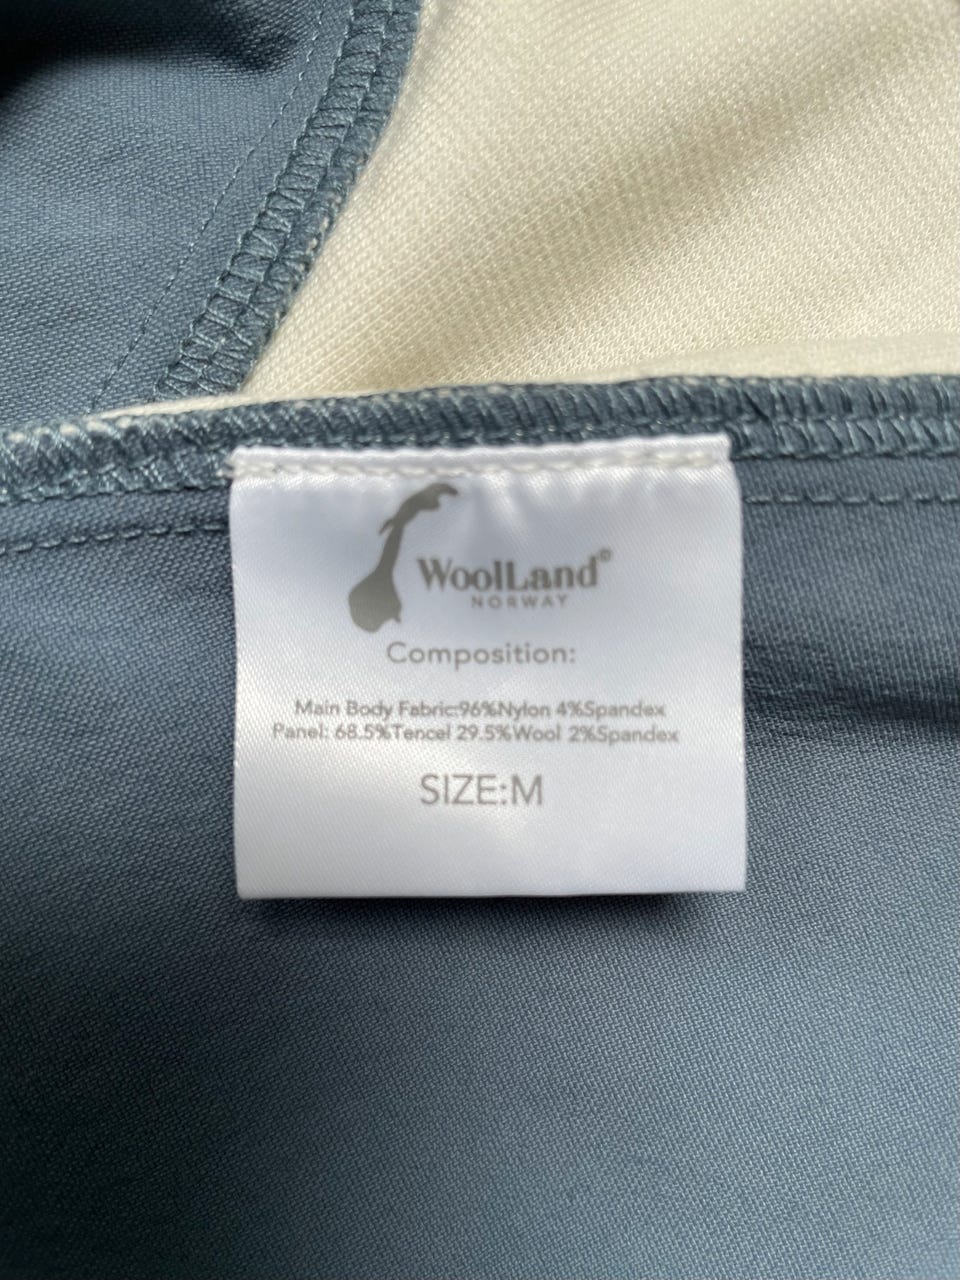 WoolLand®
NORWAY
Composition:
Main Body Fabric:96%Nylon 4%Spandex
Panel: 68.5%Tencel 29.5%Wool 2%Spandex
SIZE:M